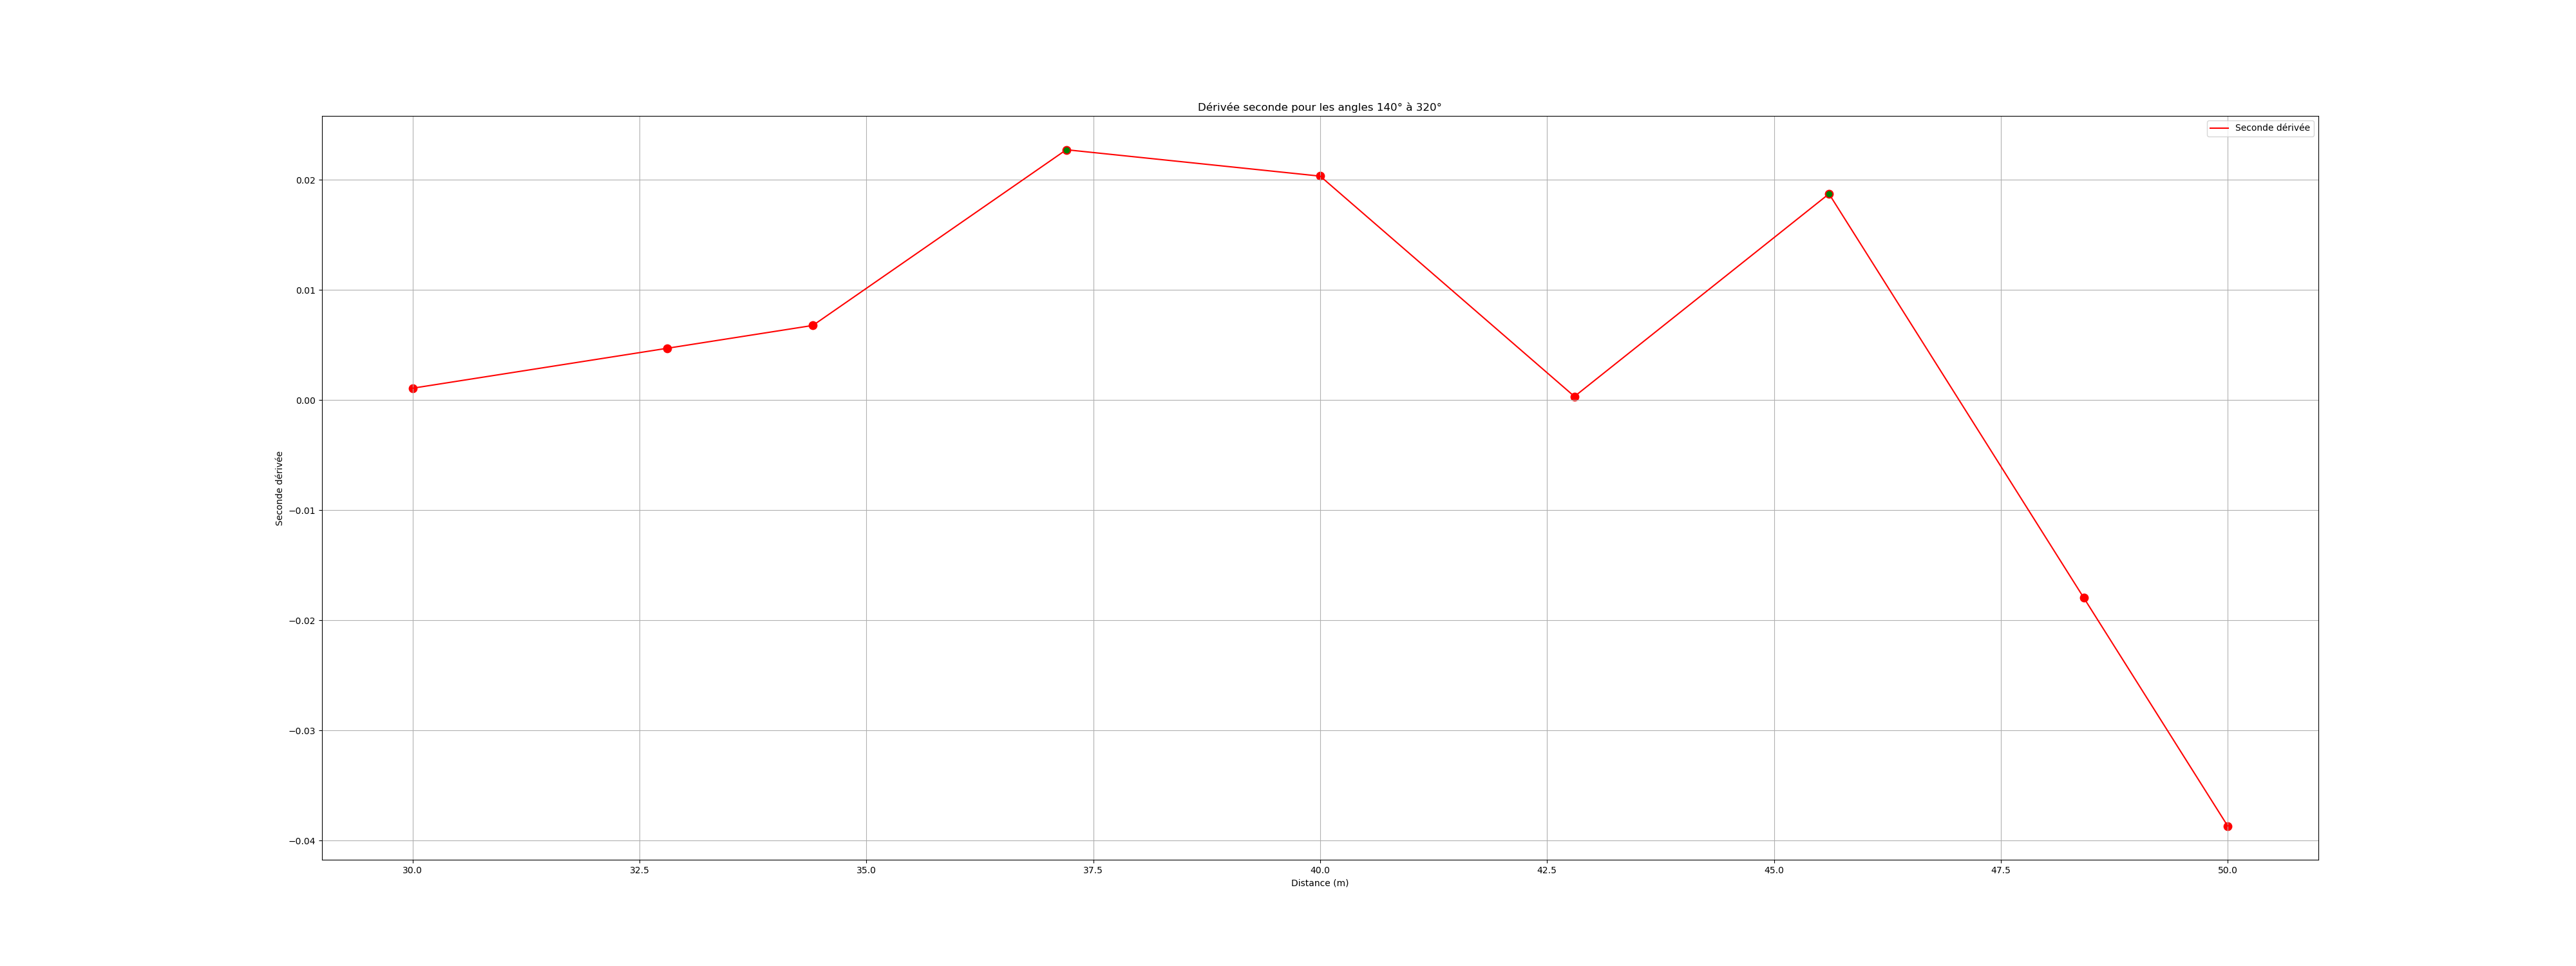 Dérivée seconde pour les angles 140° à 320°
Seconde dérivée
0.02
0.01
0.00
−0.01
−0.02
−0.03
−0.04
Seconde dérivée
30.0 32.5 35.0 37.5 40.0 42.5 45.0 47.5 50.0
Distance (m)